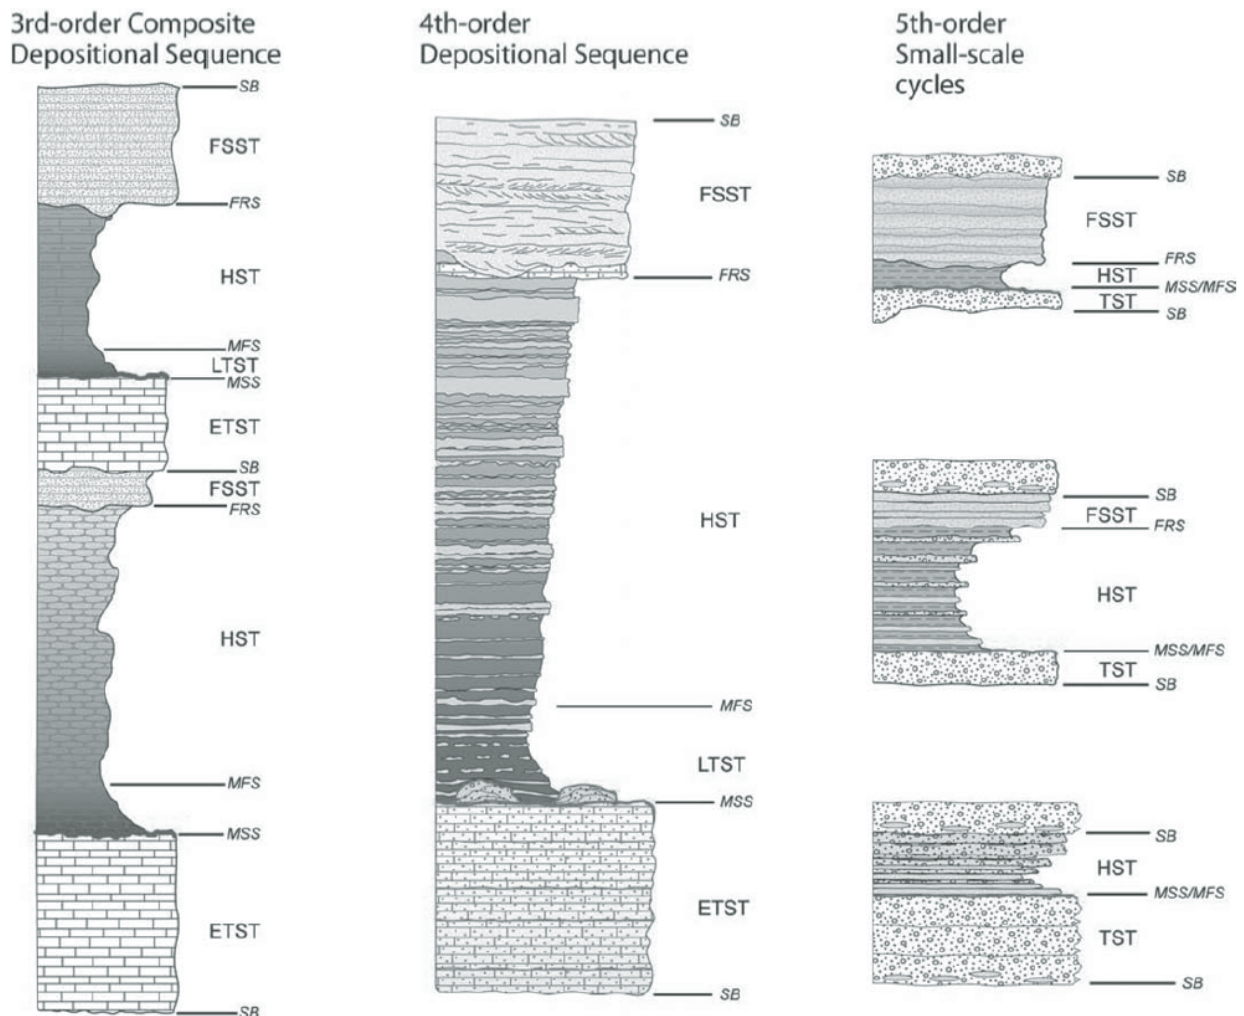 3rd-order Composite
Depositional Sequence
SB
FSST
FRS
HST
MFS
LTST
MSS
ETST
SB
FSST
FRS
HST
MFS
MSS
ETST
SB
4th-order
Depositional Sequence
SB
FSST
FRS
HST
MFS
LTST
MSS
ETST
SB
5th-order
Small-scale
cycles
SB
FSST
FRS
HST
MSS/MFS
TST
SB
SB
FSST
FRS
HST
MSS/MFS
TST
SB
SB
HST
MSS/MFS
TST
SB